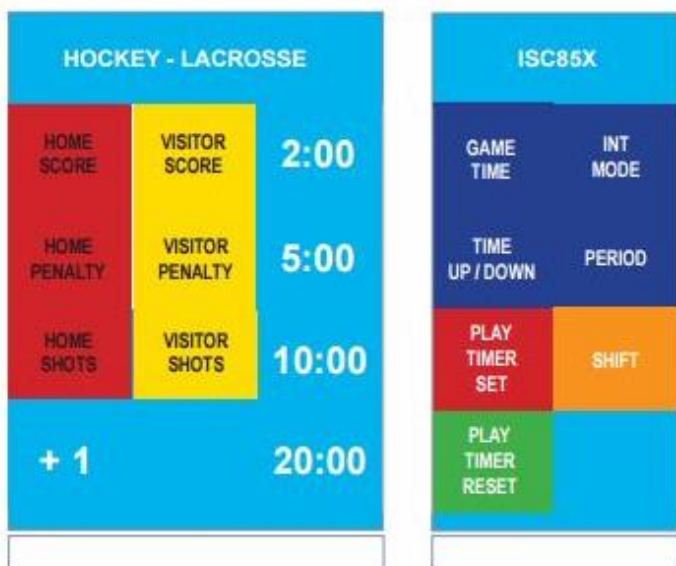 HOCKEY - LACROSSE
HOME
SCORE
VISITOR
SCORE
2:00
HOME
PENALTY
VISITOR
PENALTY
5:00
HOME
SHOTS
VISITOR
SHOTS
10:00
+ 1
20:00
ISC85X
GAME
TIME
INT
MODE
TIME
UP / DOWN
PERIOD
PLAY
TIMER
SET
SHIFT
PLAY
TIMER
RESET